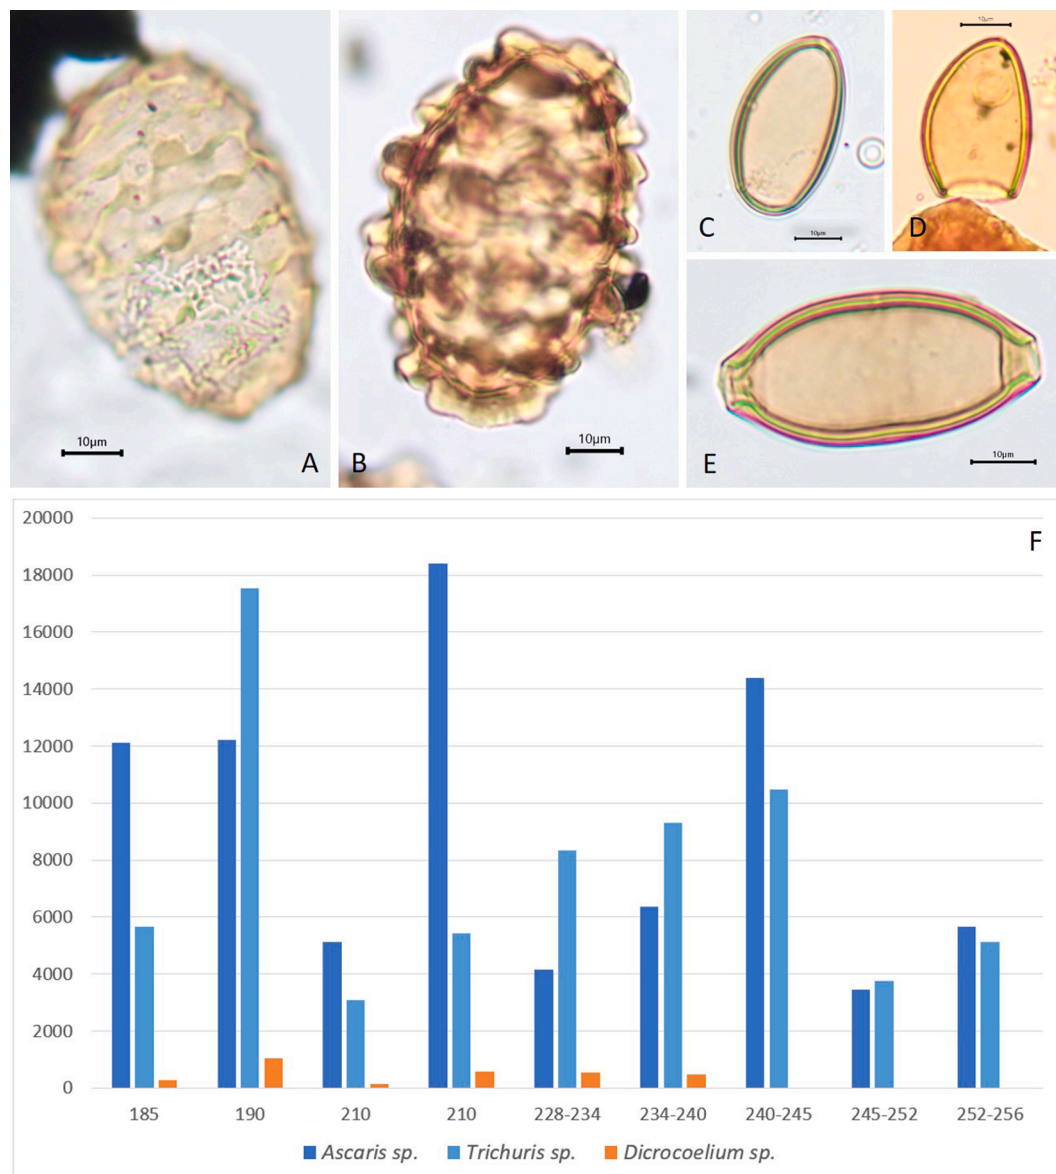 10µm
A
10µm
B
10µm
C
10µm
D
10µm
E
F
20000
18000
16000
14000
12000
10000
8000
6000
4000
2000
0
185 190 210 210 228-234 234-240 240-245 245-252 252-256
Ascaris sp. Trichuris sp. Dicrocoelium sp.